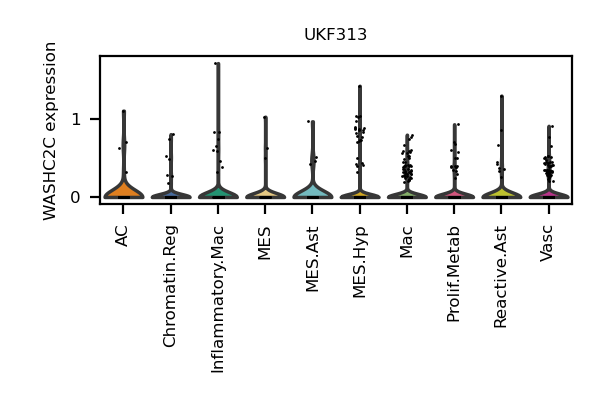 UKF313
WASHC2C expression
1
0
AC
Chromatin.Reg
Inflammatory.Mac
MES
MES.Ast
MES.Hyp
Mac
Prolif.Metab
Reactive.Ast
Vasc